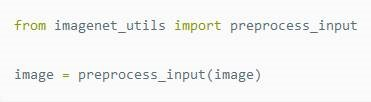 from imagenet_utils import preprocess_input
image = preprocess_input(image)